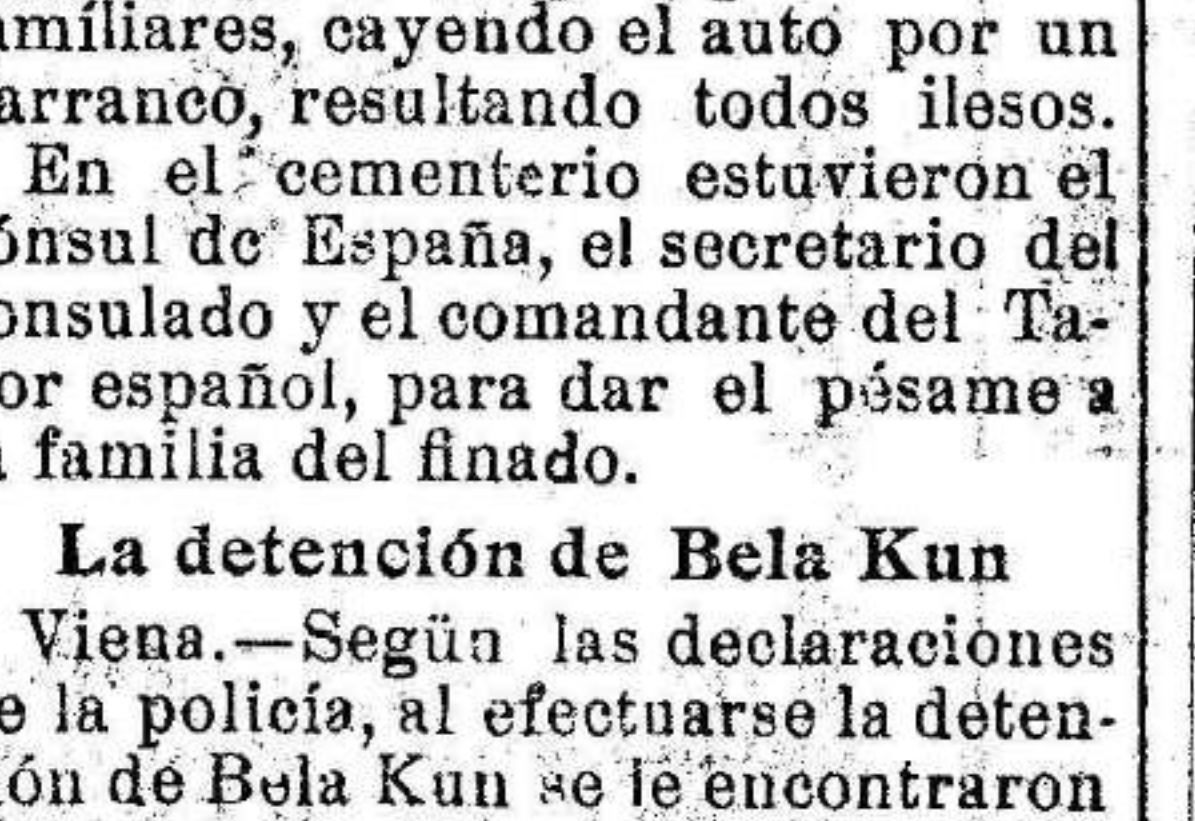 amíliares, cayendo el auto por un
arranco, resultando todos ilesos.
En el cementerio estuvieron el
ónsul de España, el secretario del
onsulado y el comandante del Ta-
or español, para dar el pésame a
a familia del finado.
La detención de Bela Kun
Viena.—Según las declaraciones
e la policía, al efectuarse la deten-
ión de Bela Kun se le encontraron